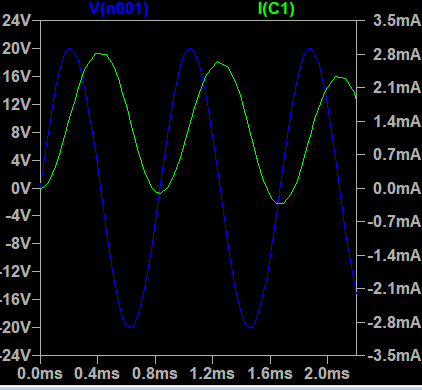 V(n001) I(C1)
24V 3.5mA
20V 2.8mA
16V 2.1mA
12V 1.4mA
8V 0.7mA
4V 0.0mA
0V -0.7mA
-4V -1.4mA
-8V -2.1mA
-12V -2.8mA
-16V -3.5mA
-20V
-24V
0.0ms 0.4ms 0.8ms 1.2ms 1.6ms 2.0ms